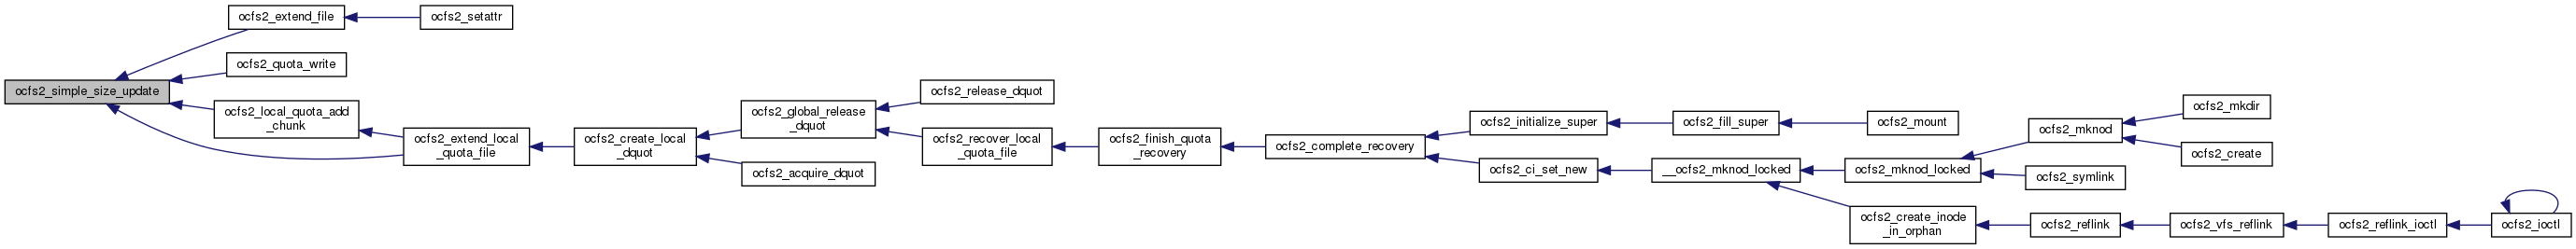 ocfs2_simple_size_update
ocfs2_extend_file
ocfs2_setattr
ocfs2_quota_write
ocfs2_local_quota_add
_chunk
ocfs2_extend_local
_quota_file
ocfs2_create_local
_dquot
ocfs2_global_release
_dquot
ocfs2_acquire_dquot
ocfs2_release_dquot
ocfs2_recover_local
_quota_file
ocfs2_finish_quota
_recovery
ocfs2_complete_recovery
ocfs2_initialize_super
ocfs2_fill_super
ocfs2_mount
ocfs2_ci_set_new
__ocfs2_mknod_locked
ocfs2_mknod_locked
ocfs2_mknod
ocfs2_mkdir
ocfs2_create
ocfs2_symlink
ocfs2_create_inode
_in_orphan
ocfs2_reflink
ocfs2_vfs_reflink
ocfs2_reflink_ioctl
ocfs2_ioctl